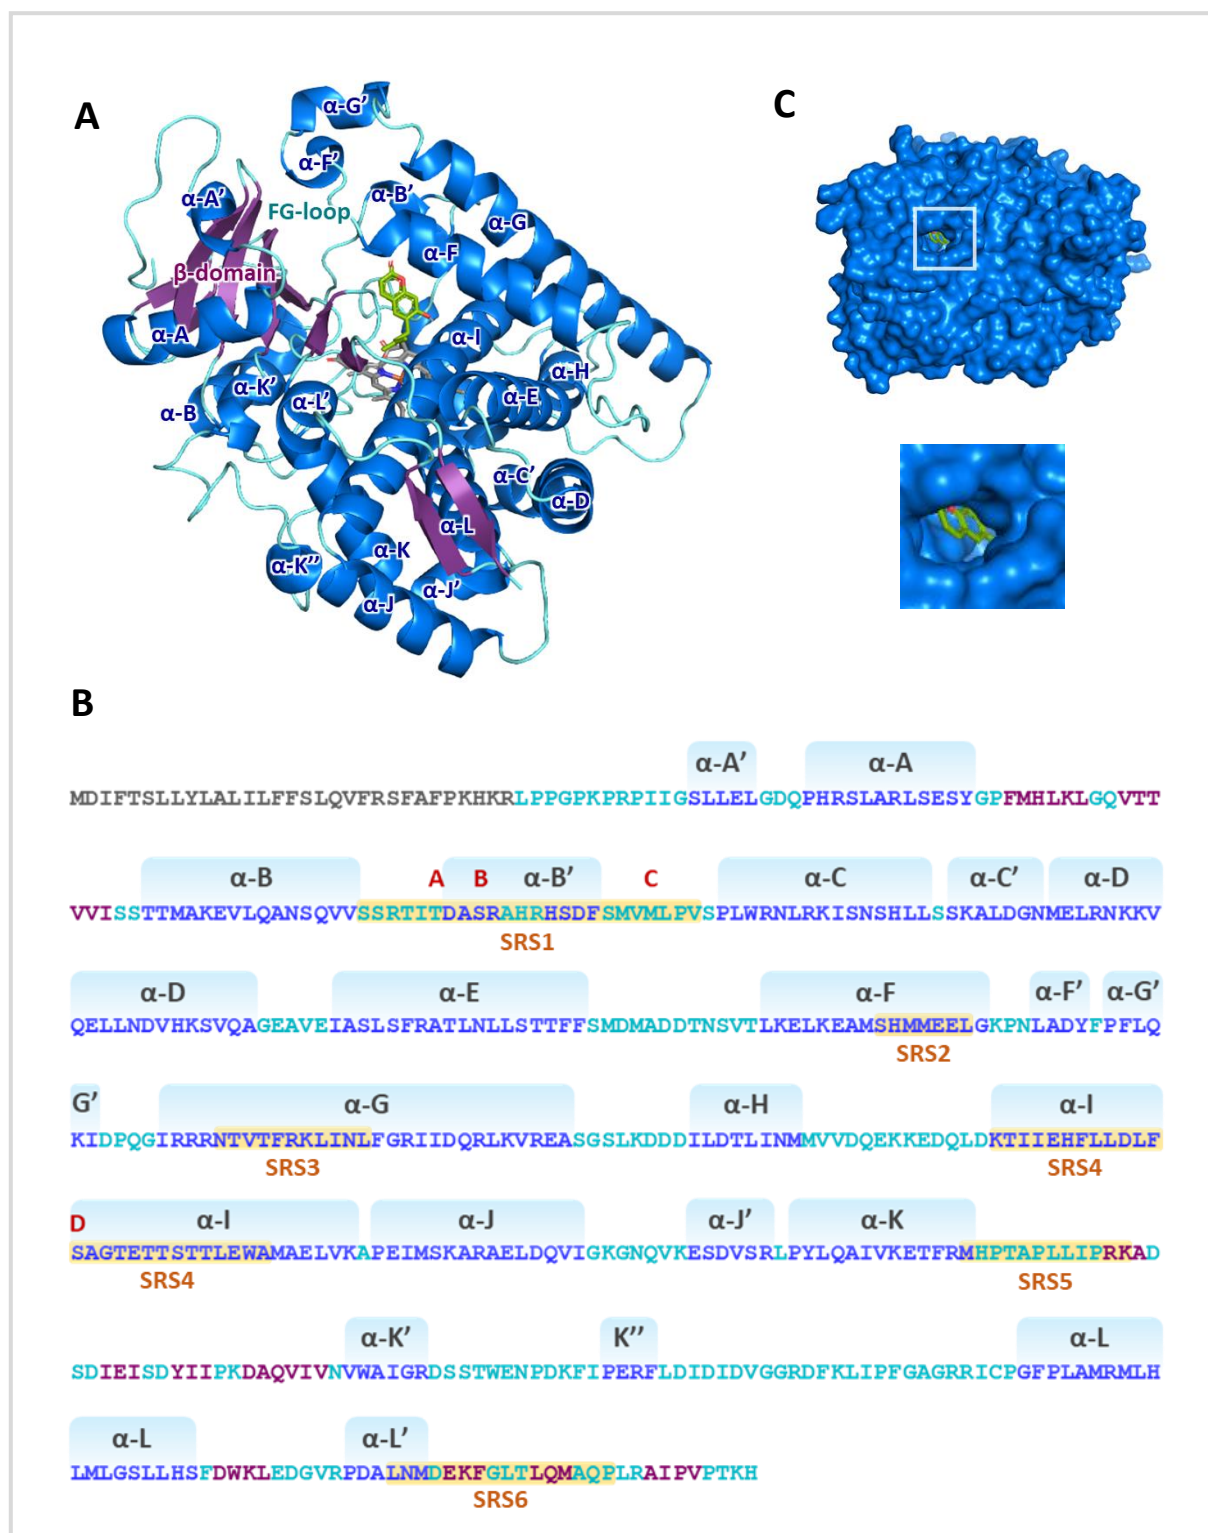 A
C
α-G’
α-F’
α-A’
α-B’
FG-loop
α-G
α-F
β-domain
α-A
α-I
α-H
α-K’
α-E
α-B
α-L’
α-C’
α-D
α-L
α-K
α-K’’
α-J’
α-J
B
α-A’ α-A
MDIFTSLLYLALILFFSLQVFRSFAFPKHKRLPPGPKPRPIIGSLLELGDQPHRSLARLSESYGPFMHLKLGQVTT
α-B A B α-B’ C α-C α-C’ α-D
VVISSTTMAKEVLQANSQVVSSRTITDASRAHRHSDFSMVMLPVSPLWRNLRKISNSHLLSSKALDGNMELRNKKV
SRS1
α-D α-E α-F α-F’ α-G’
QELLNDVHKSVQAGEAVEIASLSFRATLNLLSTTFFSMDMADDTNSVTLKELKEAMSHMMEELGKPNLADYFPFLQ
SRS2
G’ α-G α-H α-I
KIDPQGIRRRNTVTFRKLINLFGRIIDQRLKVREASGSLKDDDILDTLINMMVVDQEKKEDQLDKTIIEHFLLDLF
SRS3 SRS4
D α-I α-J α-J’ α-K
SAGTETTSTTLEWAMAELVKAPEIMSKARAELDQVIGKGNQVKESDVSRLPYLQAIVKETFRMHPTAPLLIPRKAD
SRS4 SRS5
α-K’ K’’ α-L
SDIEISDYIIPKDAQVIVNVWAIGRDSSTWENPDKFIPERFLDIDIDVGGRDFKLIPFGAGRRICPGFPLAMRMLH
α-L α-L’
LMLGSLLHSFDWKLEDGVRPDALNMDEKFGLTLQMAQPLRAIPVPTKH
SRS6